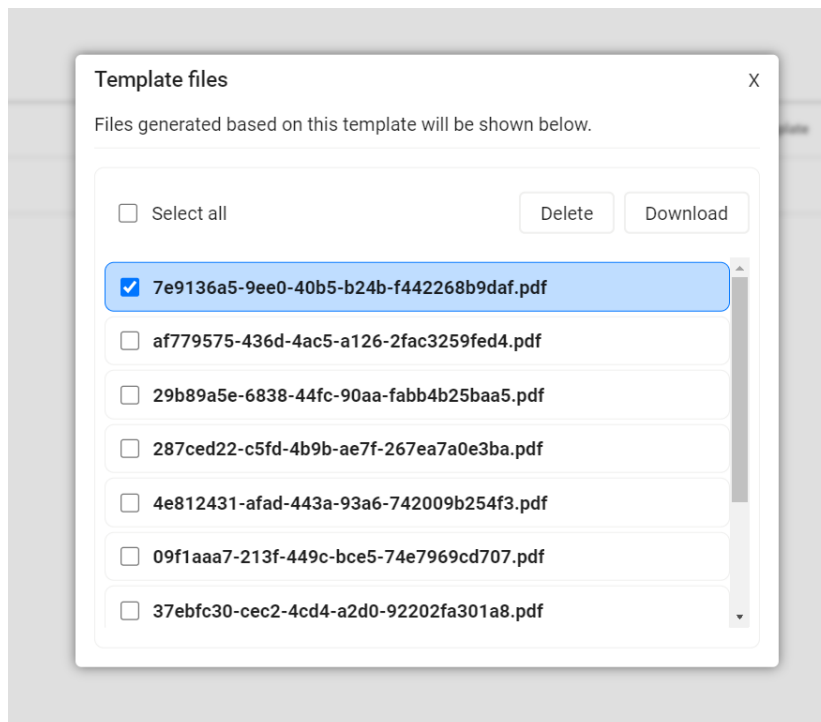 Template files
X
Files generated based on this template will be shown below.
Select all
Delete
Download
7e9136a5-9ee0-40b5-b24b-f442268b9daf.pdf
af779575-436d-4ac5-a126-2fac3259fed4.pdf
29b89a5e-6838-44fc-90aa-fabb4b25baa5.pdf
287ced22-c5fd-4b9b-ae7f-267ea7a0e3ba.pdf
4e812431-afad-443a-93a6-742009b254f3.pdf
09f1aaa7-213f-449c-bce5-74e7969cd707.pdf
37ebfc30-cec2-4cd4-a2d0-92202fa301a8.pdf